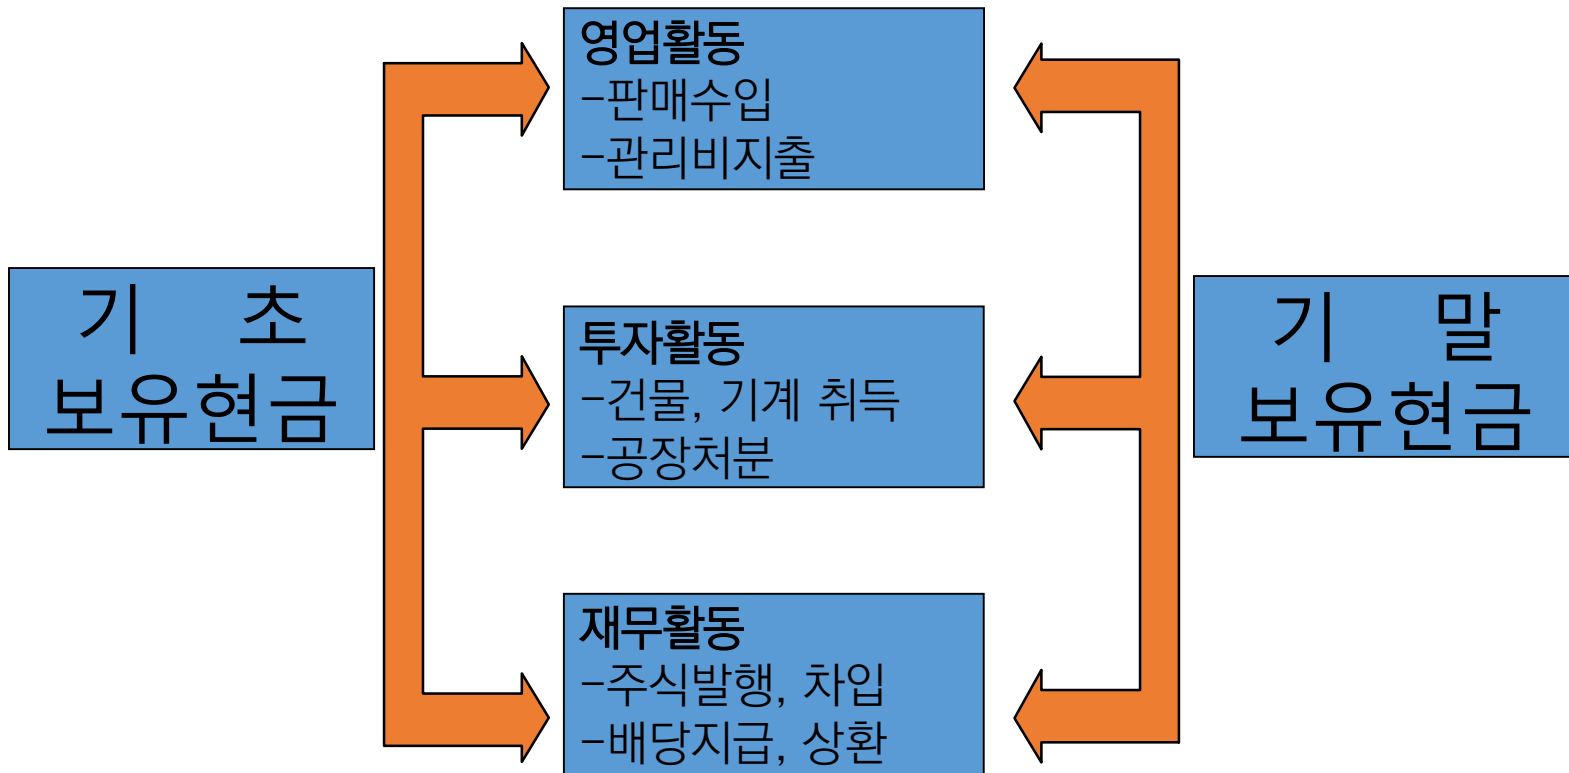 영업활동
-판매수입
-관리비지출
기 초
보유현금
투자활동
-건물, 기계 취득
-공장처분
기 말
보유현금
재무활동
-주식발행, 차입
-배당지급, 상환